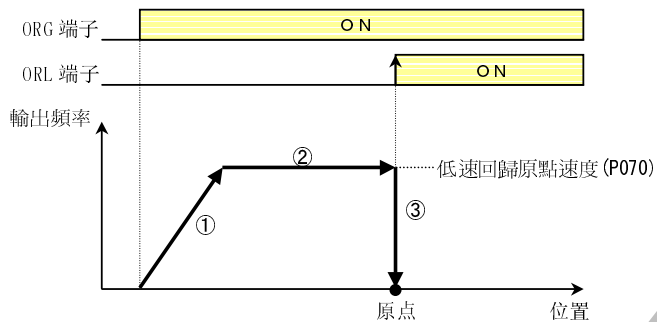 ORG 端子
ON
ORL 端子
ON
輸出頻率
②
低速回歸原點速度(P070)
①
③
原点
位置